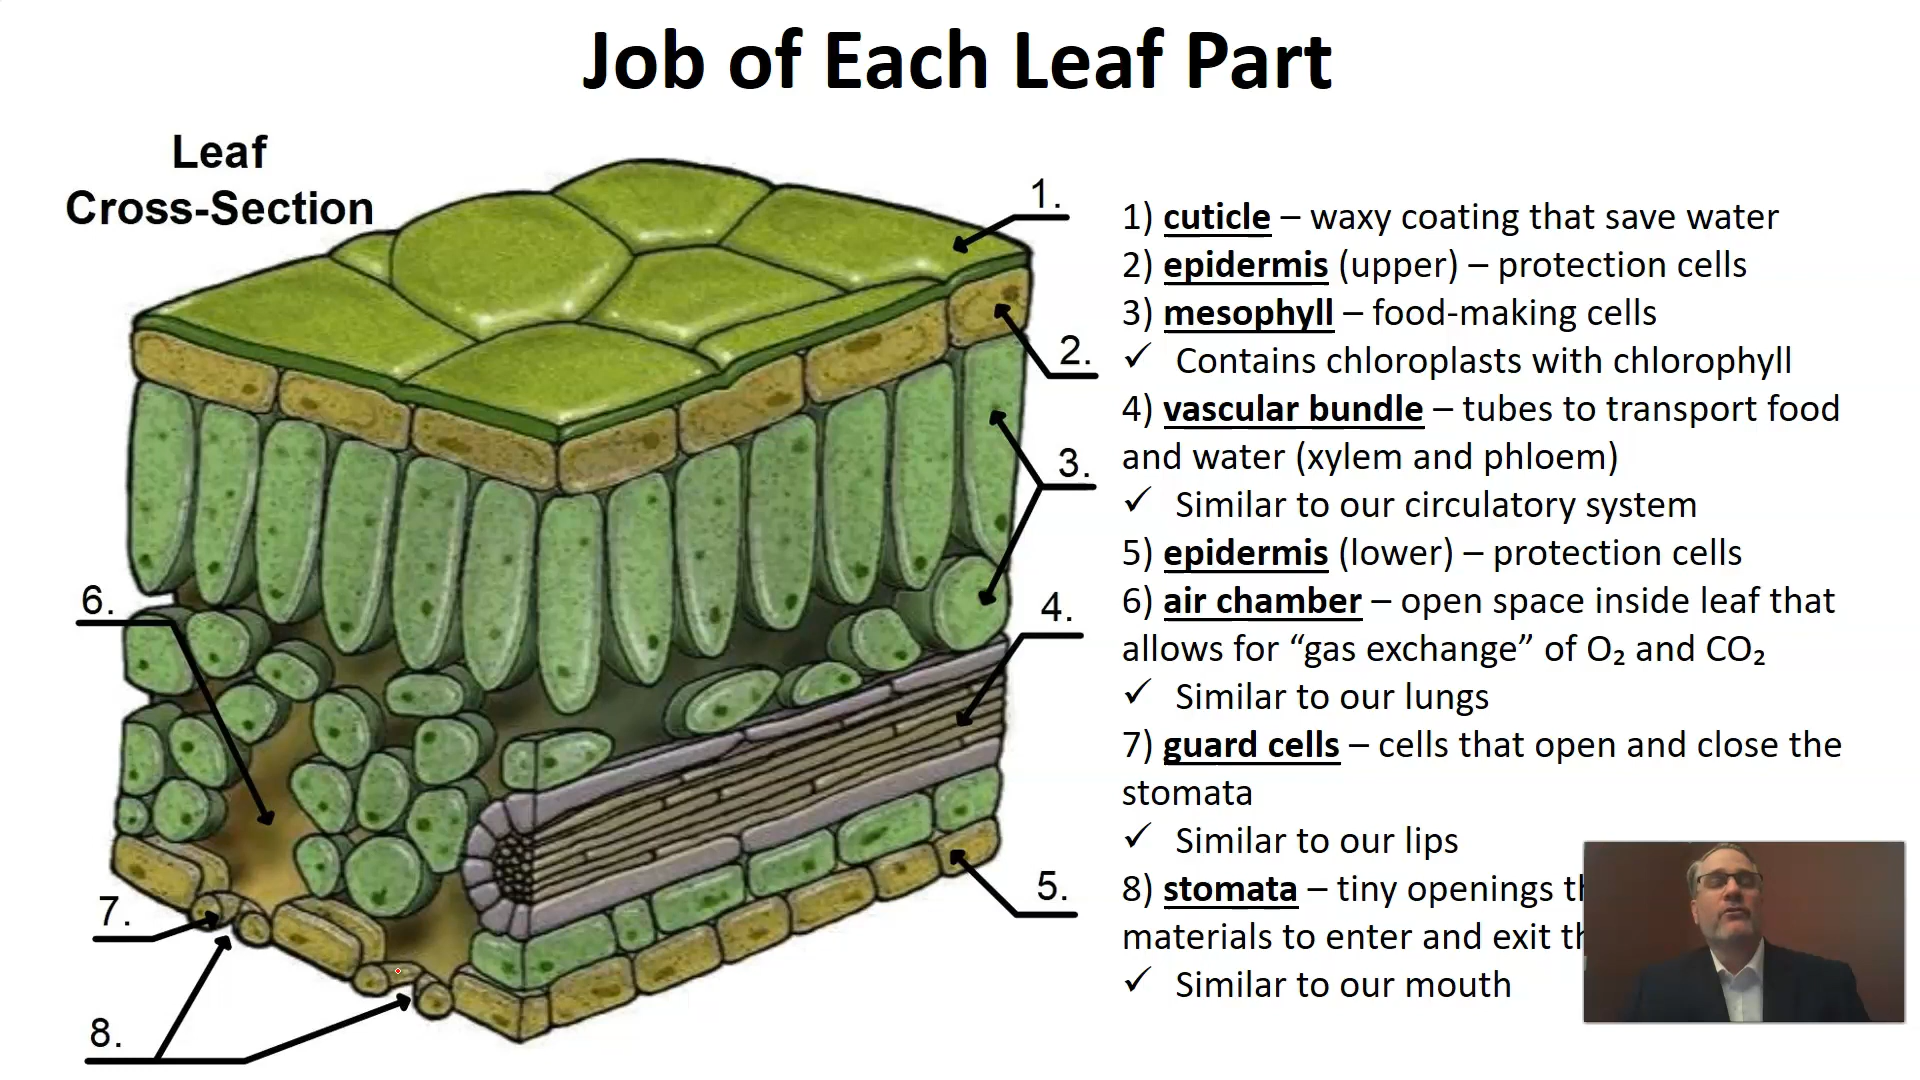 Job of Each Leaf Part
Leaf
Cross-Section
1.
2.
3.
4.
5.
6.
7.
8.
1) cuticle – waxy coating that save water
2) epidermis (upper) – protection cells
3) mesophyll – food-making cells
✓ Contains chloroplasts with chlorophyll
4) vascular bundle – tubes to transport food
and water (xylem and phloem)
✓ Similar to our circulatory system
5) epidermis (lower) – protection cells
6) air chamber – open space inside leaf that
allows for “gas exchange” of O₂ and CO₂
✓ Similar to our lungs
7) guard cells – cells that open and close the
stomata
✓ Similar to our lips
8) stomata – tiny openings
materials to enter and exit
✓ Similar to our mouth